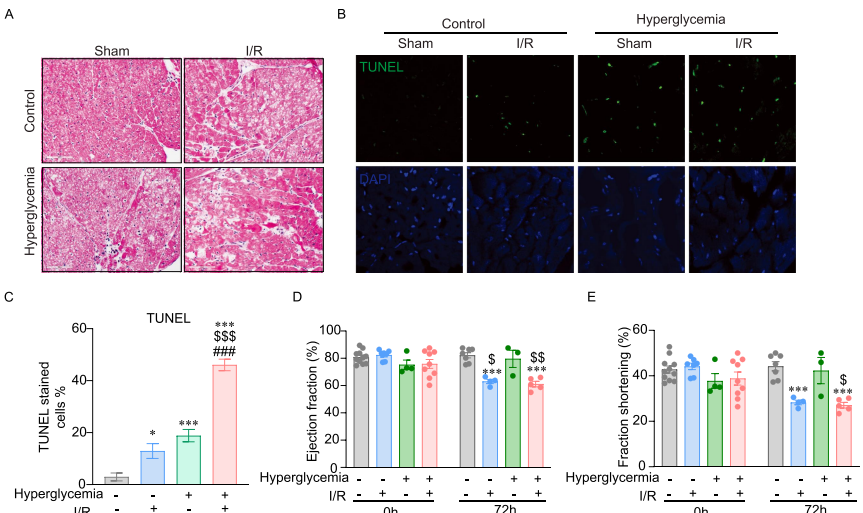 A
Sham I/R
Control
Hyperglycemia
B
Control Hyperglycemia
Sham I/R Sham I/R
TUNEL
DAPI
C
TUNEL
TUNEL stained
cells %
60
40
20
0
*
***
***
$$$
###
Hyperglycemia - - + +
I/R - + - +
D
Ejection fraction (%)
100
80
60
40
20
0
$
***
$$
***
Hyperglycemia - - + + - - + +
I/R - + - + - + - +
0h 72h
E
Fraction shortening (%)
60
40
20
0
***
$
***
Hyperglycemia - - + + - - + +
I/R - + - + - + - +
0h 72h